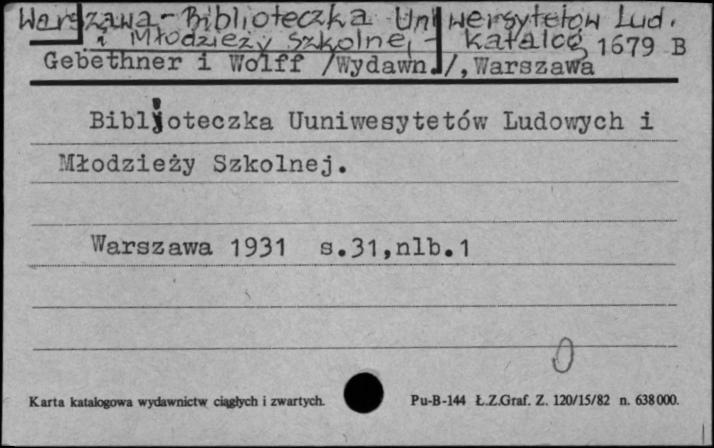 Warszawa - Biblioteczka Uniwersytetów Lud.
i Młodzieży Szkolnej - Katalog 1679 B
Gebethner i Wolff /Wydawn./, Warszawa
Biblioteczka Uuniwesytetów Ludowych i
Młodzieży Szkolnej.
Warszawa 1931 s.31,nlb.1
0
Karta katalogowa wydawnictw ciągłych i zwartych. Pu-B-144 Ł.Z.Graf. Z. 120/15/82 n. 638000.